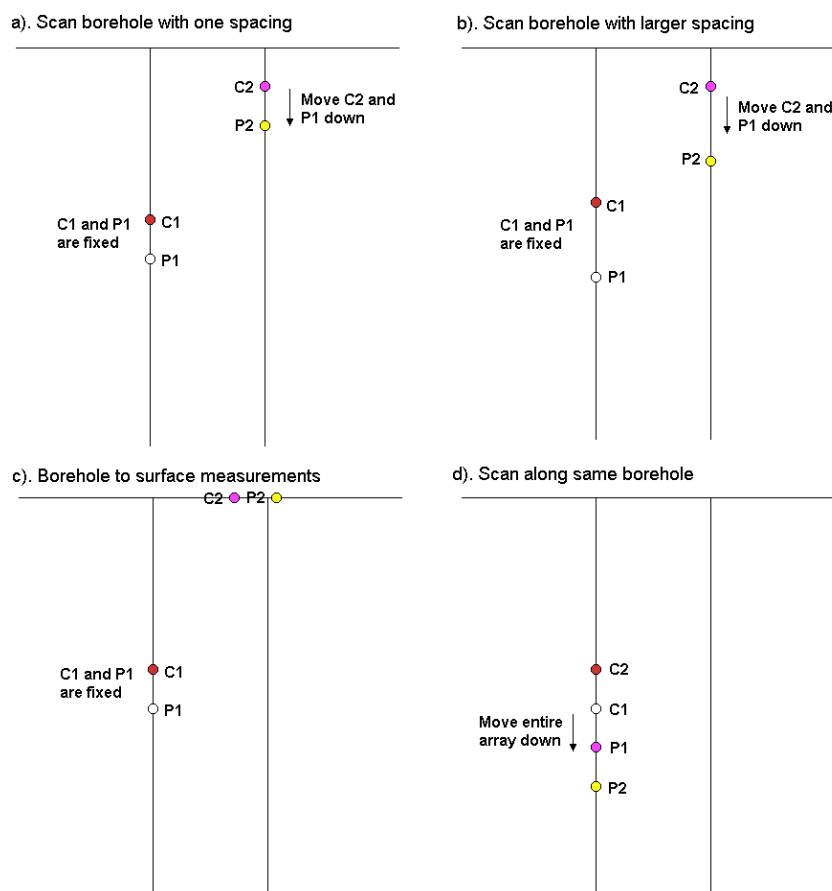 a). Scan borehole with one spacing
C2
Move C2 and
P1 down
P2
C1 and P1
are fixed
C1
P1
b). Scan borehole with larger spacing
C2
Move C2 and
P1 down
P2
C1 and P1
are fixed
C1
P1
c). Borehole to surface measurements
C2
P2
C1 and P1
are fixed
C1
P1
d). Scan along same borehole
C2
C1
Move entire
array down
P1
P2